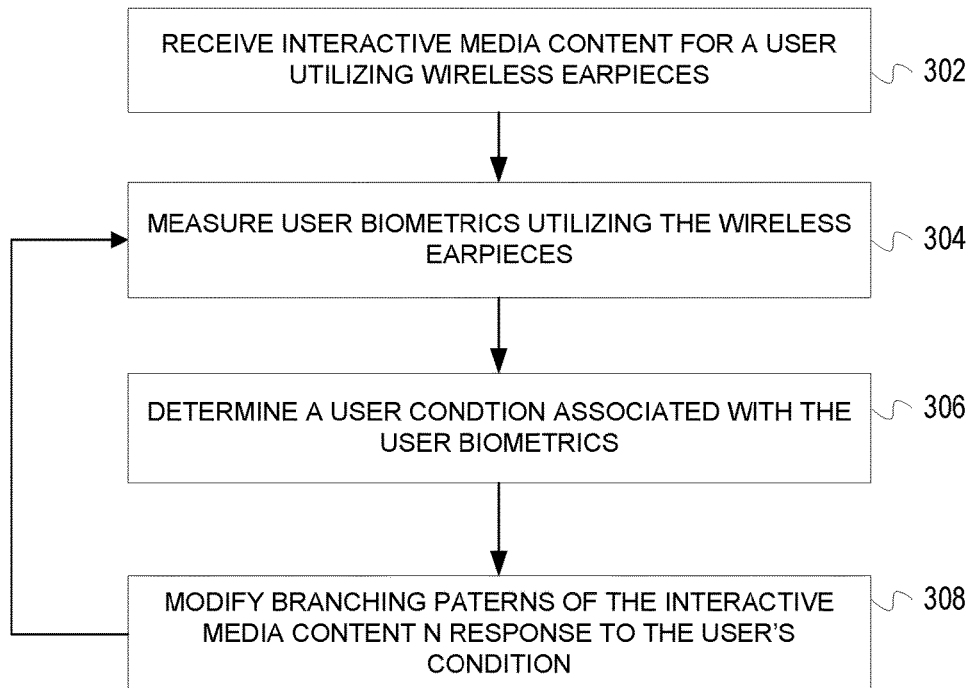 RECEIVE INTERACTIVE MEDIA CONTENT FOR A USER
UTILIZING WIRELESS EARPIECES
302
MEASURE USER BIOMETRICS UTILIZING THE WIRELESS
EARPIECES
304
DETERMINE A USER CONDTION ASSOCIATED WITH THE
USER BIOMETRICS
306
MODIFY BRANCHING PATERNS OF THE INTERACTIVE
MEDIA CONTENT N RESPONSE TO THE USER'S
CONDITION
308